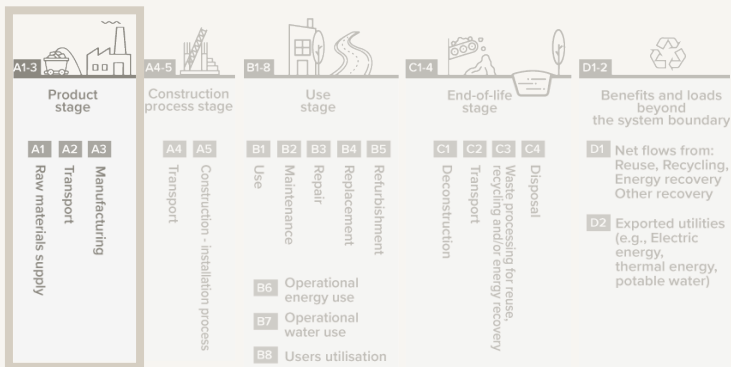 A1-3
Product
stage
A1 Raw materials supply
A2 Transport
A3 Manufacturing
A4-5
Construction
process stage
A4 Transport
A5 Construction - installation process
B1-8
Use
stage
B1 Use
B2 Maintenance
B3 Repair
B4 Replacement
B5 Refurbishment
B6 Operational
energy use
B7 Operational
water use
B8 Users utilisation
C1-4
End-of-life
stage
C1 Deconstruction
C2 Transport
C3 Waste processing for reuse,
recycling and/or energy recovery
C4 Disposal
D1-2
Benefits and loads
beyond
the system boundary
D1 Net flows from:
Reuse, Recycling,
Energy recovery
Other recovery
D2 Exported utilities
(e.g., Electric
energy,
thermal energy,
potable water)